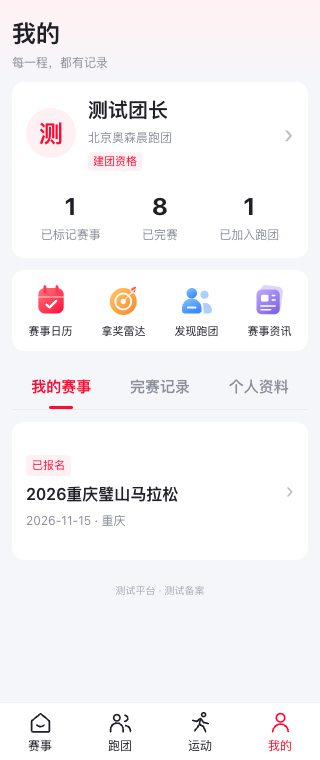 我的
每一程，都有记录
测
测试团长
北京奥森晨跑团
建团资格
1 8 1
已标记赛事 已完赛 已加入跑团
赛事日历 拿奖雷达 发现跑团 赛事资讯
我的赛事 完赛记录 个人资料
已报名
2026重庆璧山马拉松
2026-11-15 · 重庆
测试平台 · 测试备案
赛事 跑团 运动 我的